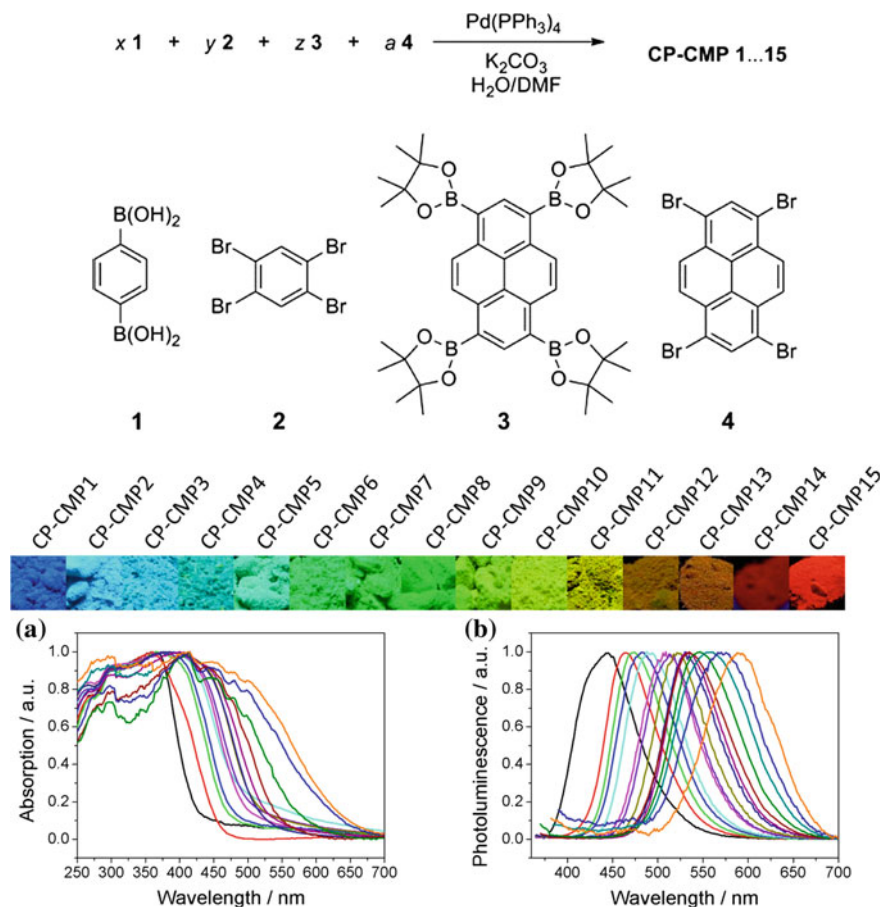 x 1 + y 2 + z 3 + a 4
Pd(PPh3)4
K2CO3
H2O/DMF
CP-CMP 1...15
B(OH)2
B(OH)2
1
Br Br
Br Br
2
O O
B B
O O
O O
B B
O O
3
Br Br
Br Br
4
CP-CMP1 CP-CMP2 CP-CMP3 CP-CMP4 CP-CMP5 CP-CMP6 CP-CMP7 CP-CMP8 CP-CMP9 CP-CMP10 CP-CMP11 CP-CMP12 CP-CMP13 CP-CMP14 CP-CMP15
(a)
Absorption / a.u.
1.0
0.8
0.6
0.4
0.2
0.0
250 300 350 400 450 500 550 600 650 700
Wavelength / nm
(b)
Photoluminescence / a.u.
1.0
0.8
0.6
0.4
0.2
0.0
400 450 500 550 600 650 700
Wavelength / nm